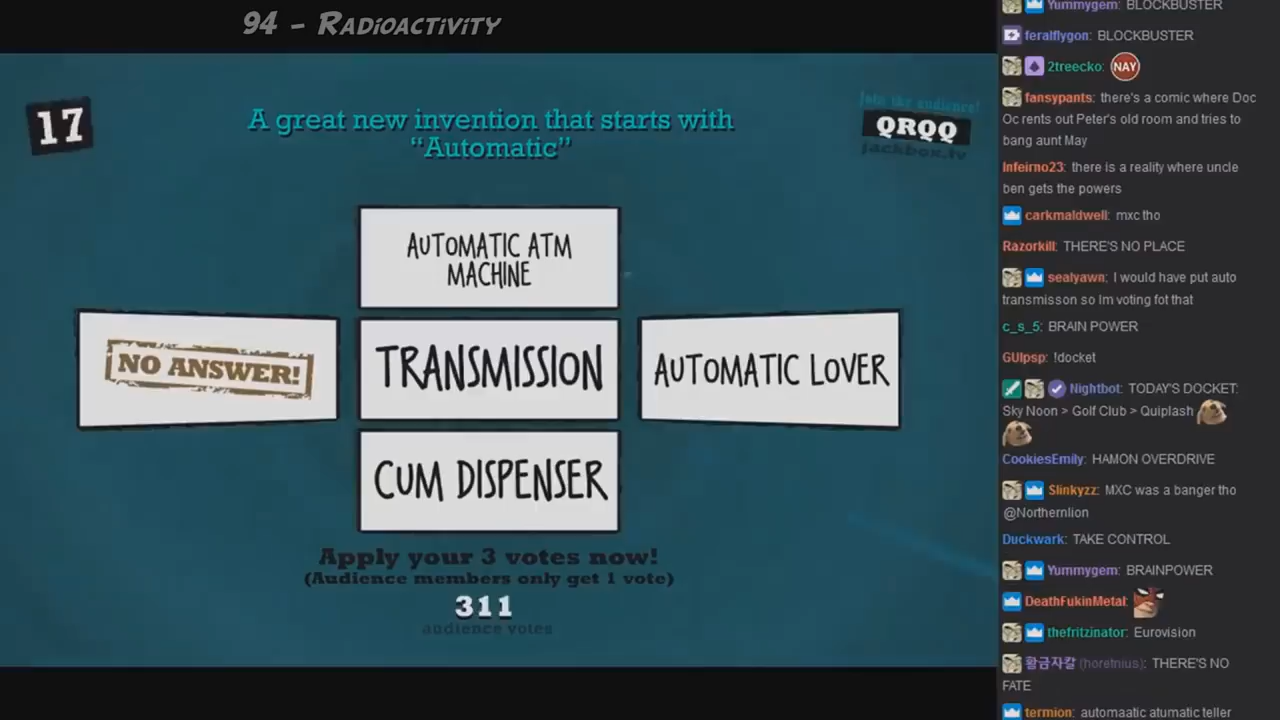 94 - Radioactivity
17
A great new invention that starts with
"Automatic"
Join the audience!
QRQQ
jackbox.tv
AUTOMATIC ATM
MACHINE
NO ANSWER!
TRANSMISSION
AUTOMATIC LOVER
CUM DISPENSER
Apply your 3 votes now!
(Audience members only get 1 vote)
311
audience votes
Yummygem: BLOCKBUSTER
feralflygon: BLOCKBUSTER
2treecko: NAY
fansypants: there's a comic where Doc
Oc rents out Peter's old room and tries to
bang aunt May
Infeirno23: there is a reality where uncle
ben gets the powers
carkmaldwell: mxc tho
Razorkill: THERE'S NO PLACE
sealyawn: I would have put auto
transmisson so Im voting fot that
c_s_5: BRAIN POWER
GUIpsp: !docket
Nightbot: TODAY'S DOCKET:
Sky Noon > Golf Club > Quiplash
CookiesEmily: HAMON OVERDRIVE
Slinkyzz: MXC was a banger tho
@Northernlion
Duckwark: TAKE CONTROL
Yummygem: BRAINPOWER
DeathFukinMetal:
thefritzinator: Eurovision
황금자칼 (horetnius): THERE'S NO
FATE
termion: automaatic atumatic teller